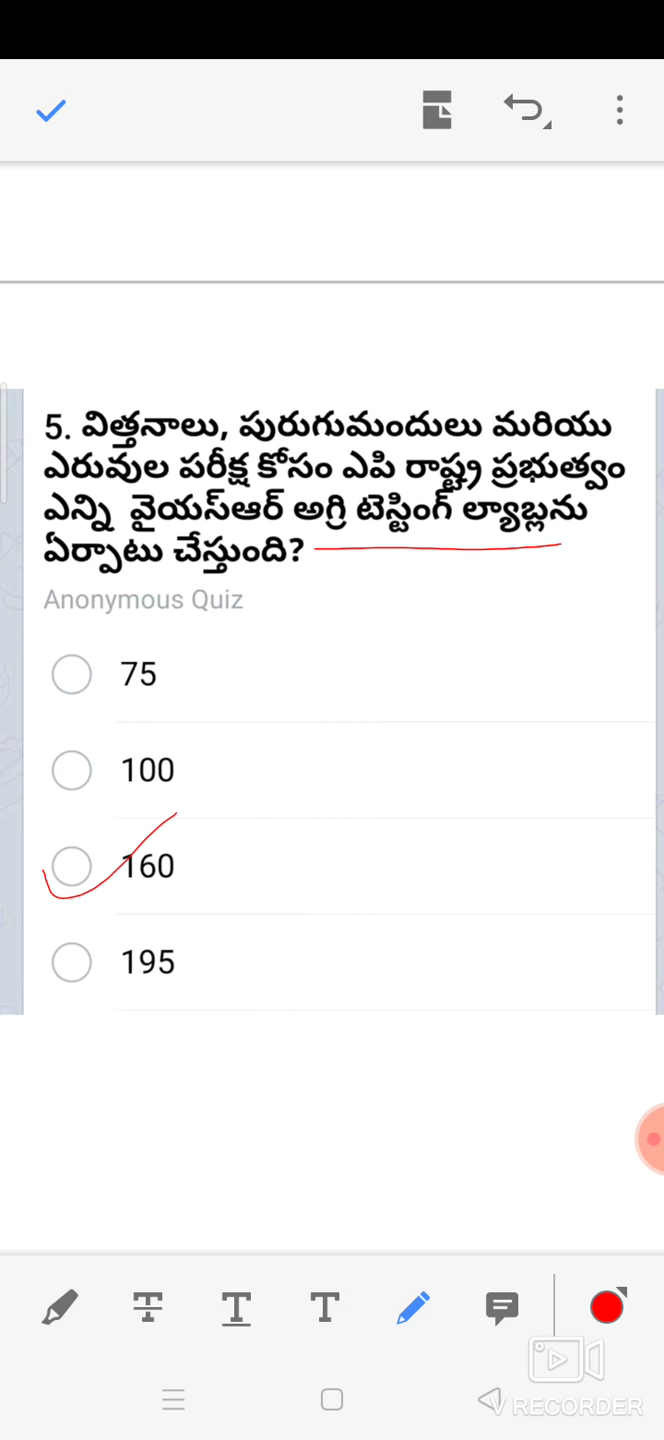 5. విత్తనాలు, పురుగుమందులు మరియు
ఎరువుల పరీక్ష కోసం ఎపి రాష్ట్ర ప్రభుత్వం
ఎన్ని వైయస్ఆర్ అగ్రి టెస్టింగ్ ల్యాబ్లను
ఏర్పాటు చేస్తుంది?
Anonymous Quiz
75
100
160
195
T T T
V RECORDER